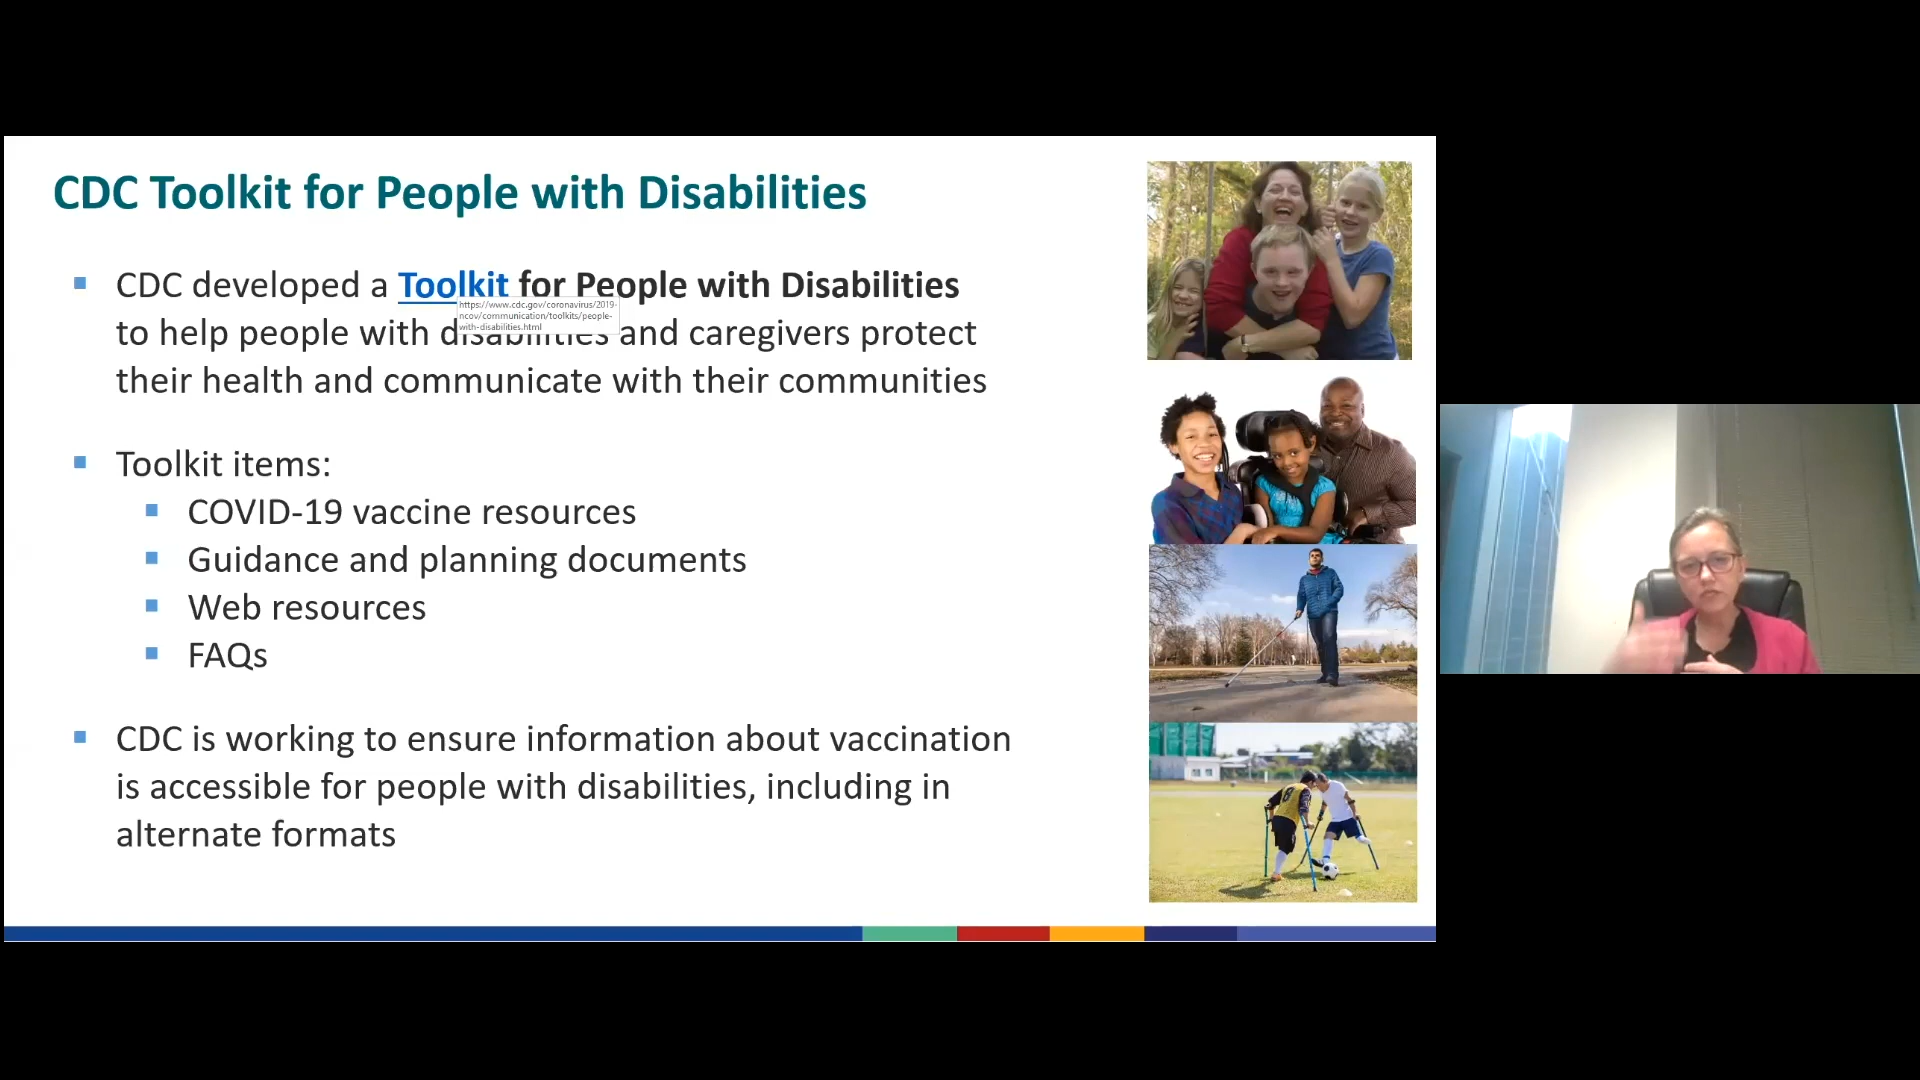 CDC Toolkit for People with Disabilities
CDC developed a Toolkit for People with Disabilities
https://www.cdc.gov/coronavirus/2019-
ncov/communication/toolkits/people-
with-disabilities.html
to help people with disabilities and caregivers protect
their health and communicate with their communities
Toolkit items:
COVID-19 vaccine resources
Guidance and planning documents
Web resources
FAQs
CDC is working to ensure information about vaccination
is accessible for people with disabilities, including in
alternate formats
8